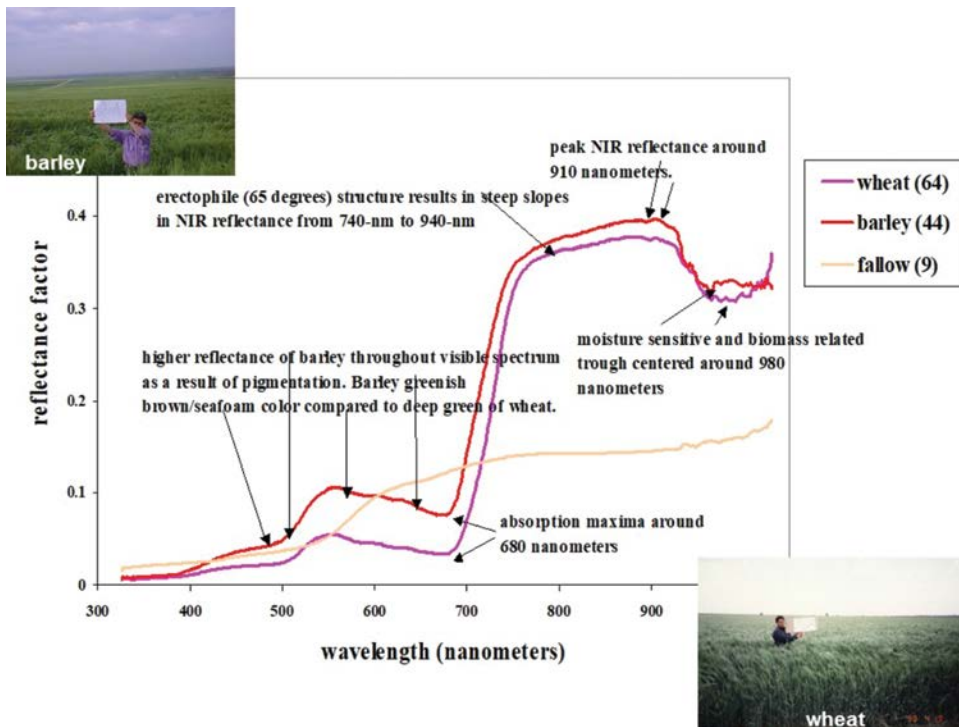 barley
peak NIR reflectance around
910 nanometers.
erectophile (65 degrees) structure results in steep slopes
in NIR reflectance from 740-nm to 940-nm
wheat (64)
barley (44)
fallow (9)
0.4
0.3
0.2
0.1
0
reflectance factor
moisture sensitive and biomass related
trough centered around 980
nanometers
higher reflectance of barley throughout visible spectrum
as a result of pigmentation. Barley greenish
brown/seafoam color compared to deep green of wheat.
absorption maxima around
680 nanometers
300 400 500 600 700 800 900
wavelength (nanometers)
wheat